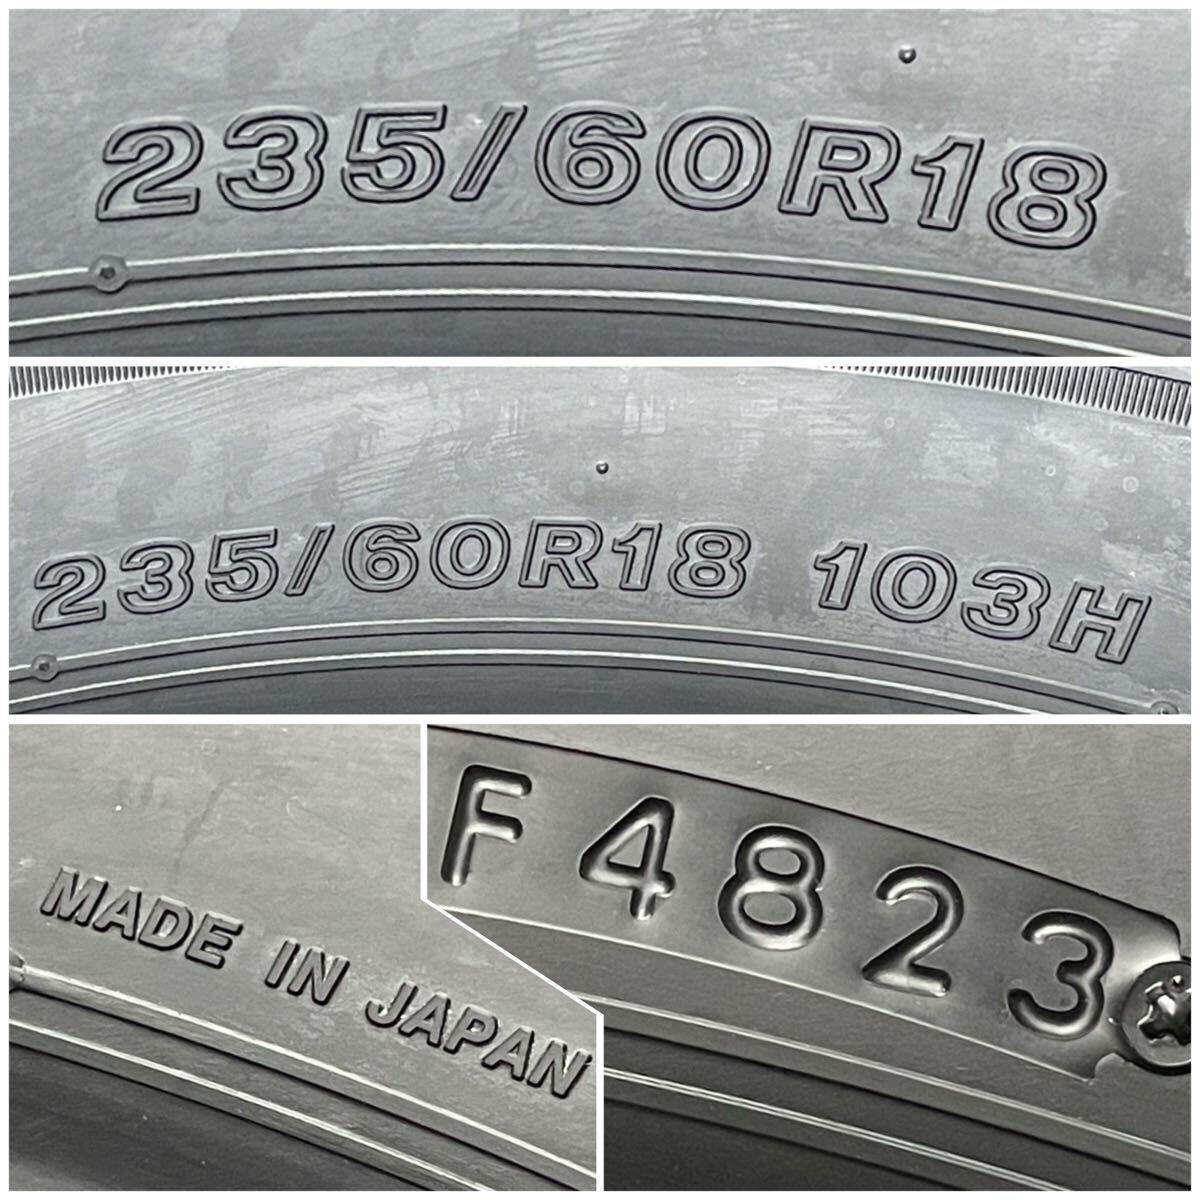 235/60R18
235/60R18 103H
MADE IN JAPAN
F4823